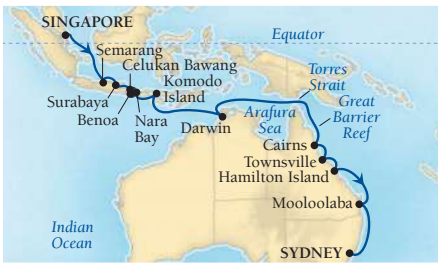 SINGAPORE
Equator
Semarang
Celukan Bawang
Komodo
Island
Torres
Strait
Surabaya
Benoa
Nara
Bay
Darwin
Arafura
Sea
Great
Barrier
Reef
Cairns
Townsville
Hamilton Island
Mooloolaba
Indian
Ocean
SYDNEY